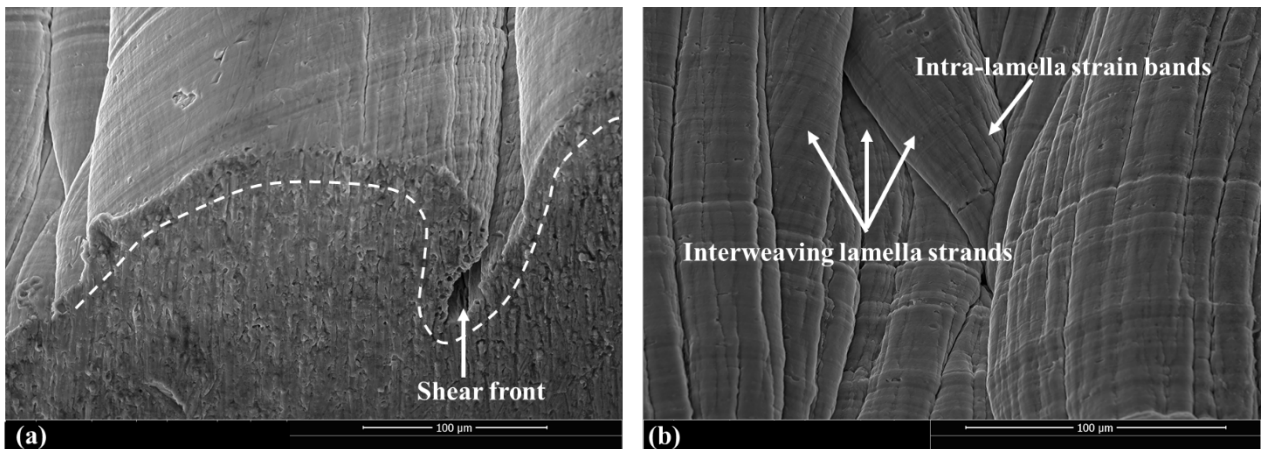 Shear front
(a)
100 µm
Intra-lamella strain bands
Interweaving lamella strands
(b)
100 µm